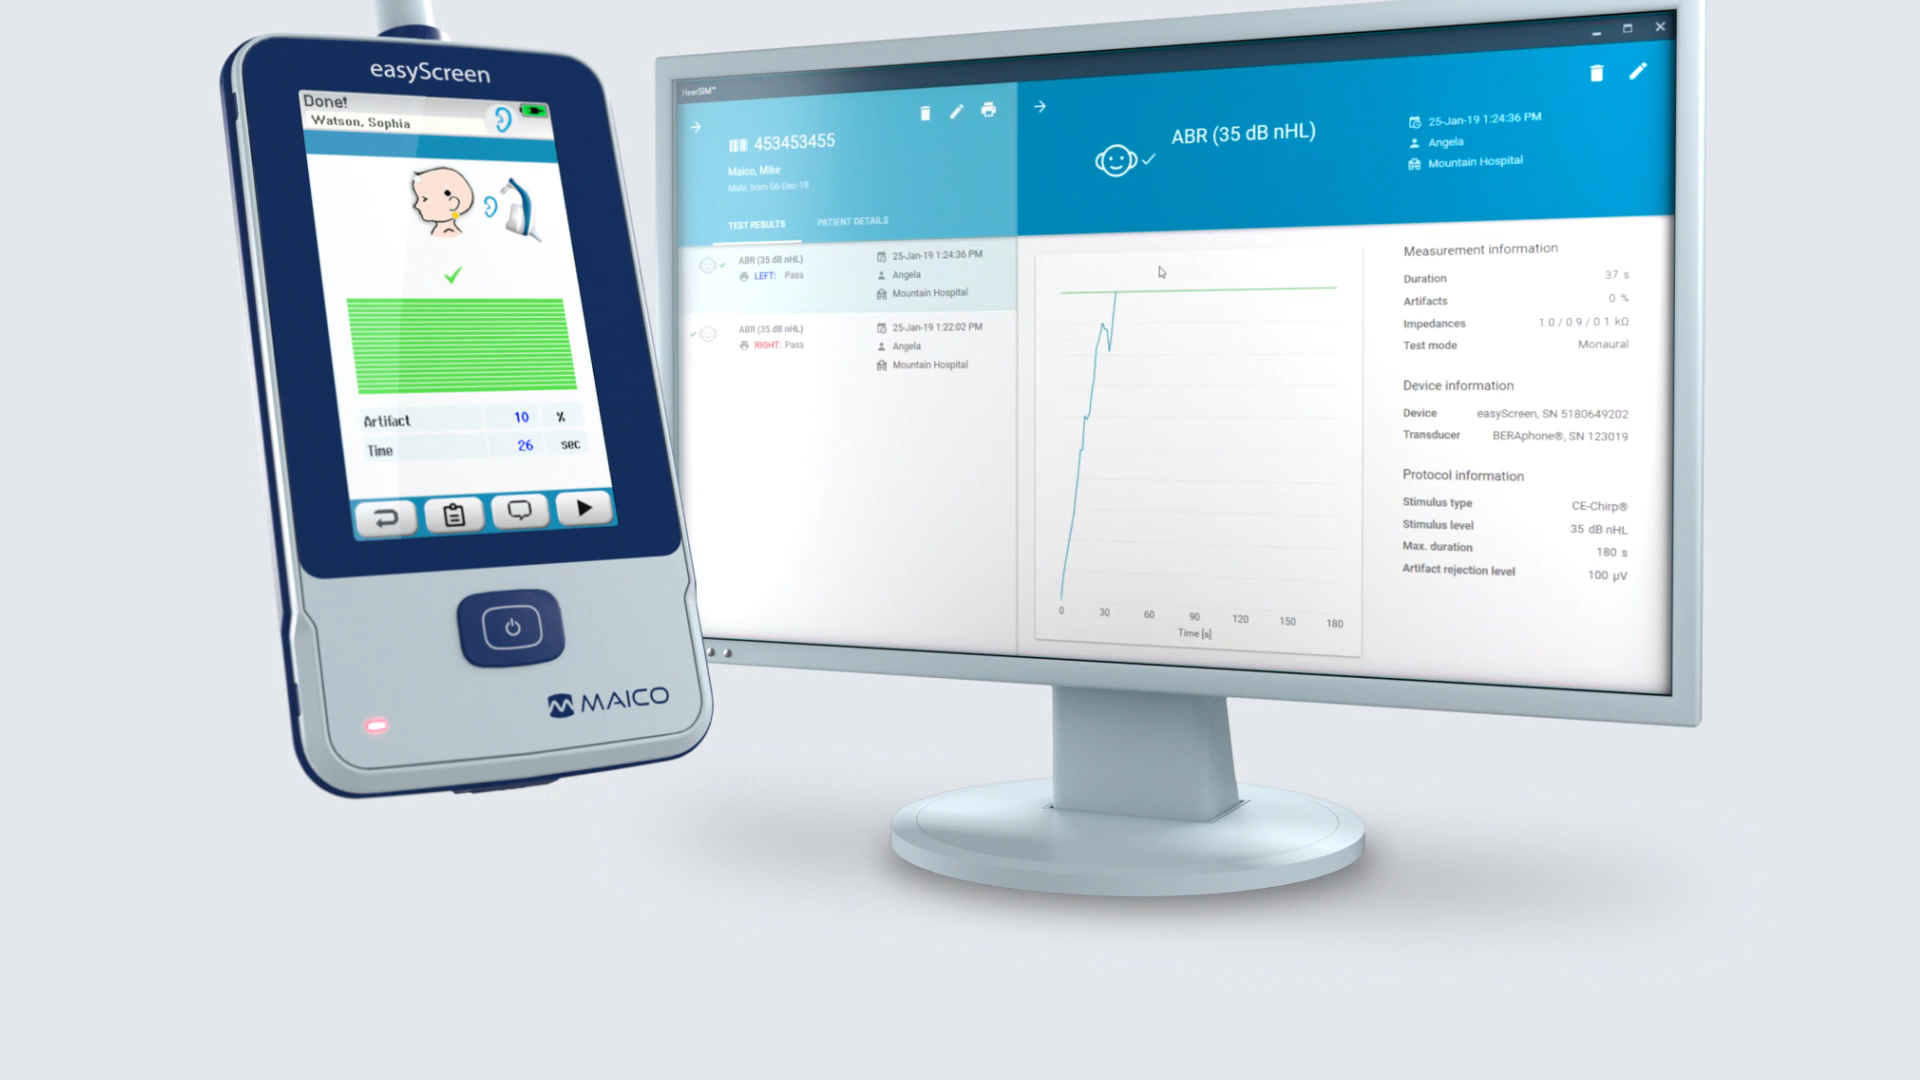 easyScreen
Done!
Watson, Sophia
Artifact 10 %
Time 26 sec
MAICO
HearSIM™
453453455
Maico, Mike
Male, born 06-Dec-18
TEST RESULTS PATIENT DETAILS
ABR (35 dB nHL)
LEFT: Pass
25-Jan-19 1:24:36 PM
Angela
Mountain Hospital
ABR (35 dB nHL)
RIGHT: Pass
25-Jan-19 1:22:02 PM
Angela
Mountain Hospital
ABR (35 dB nHL)
25-Jan-19 1:24:36 PM
Angela
Mountain Hospital
0 30 60 90 120 150 180
Time [s]
Measurement information
Duration 37 s
Artifacts 0 %
Impedances 1.0 / 0.9 / 0.1 kΩ
Test mode Monaural
Device information
Device easyScreen, SN 5180649202
Transducer BERAphone®, SN 123019
Protocol information
Stimulus type CE-Chirp®
Stimulus level 35 dB nHL
Max. duration 180 s
Artifact rejection level 100 µV